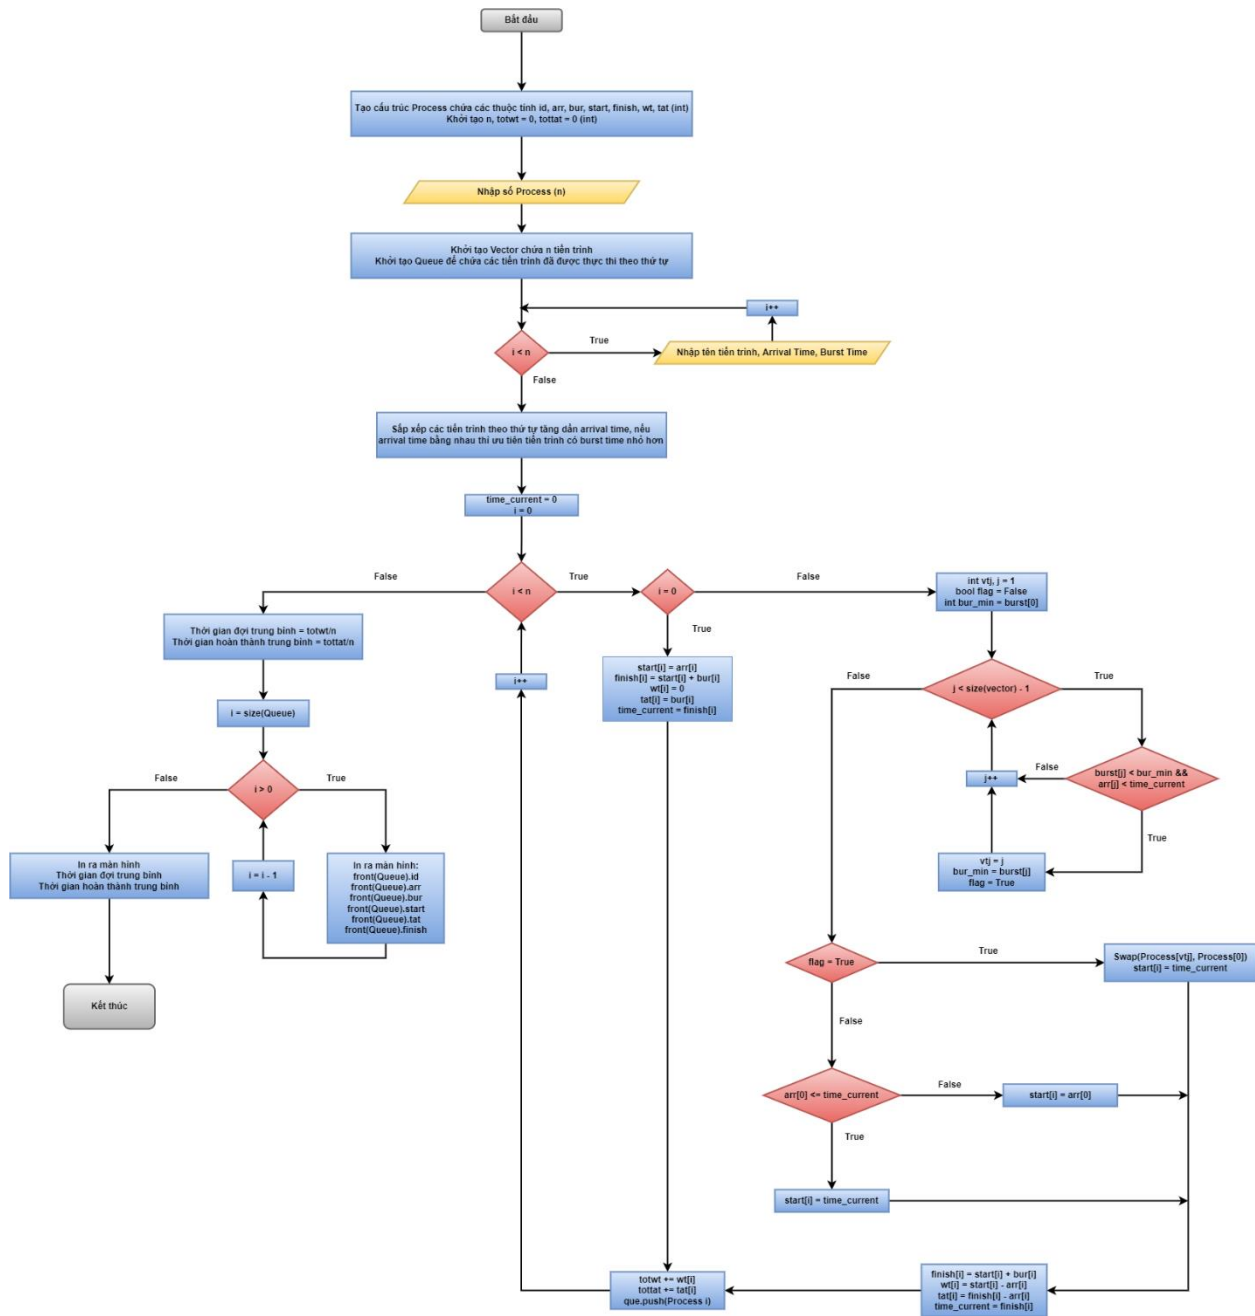 Bắt đầu
Tạo cấu trúc Process chứa các thuộc tính id, arr, bur, start, finish, wt, tat (int)
Khởi tạo n, totwt = 0, tottat = 0 (int)
Nhập số Process (n)
Khởi tạo Vector chứa n tiến trình
Khởi tạo Queue để chứa các tiến trình đã được thực thi theo thứ tự
i++
i < n
True
Nhập tên tiến trình, Arrival Time, Burst Time
False
Sắp xếp các tiến trình theo thứ tự tăng dần arrival time, nếu
arrival time bằng nhau thì ưu tiên tiến trình có burst time nhỏ hơn
time_current = 0
i = 0
False
i < n
True
i = 0
False
int vtj, j = 1
bool flag = False
int bur_min = burst[0]
Thời gian đợi trung bình = totwt/n
Thời gian hoàn thành trung bình = tottat/n
True
i++
start[i] = arr[i]
finish[i] = start[i] + bur[i]
wt[i] = 0
tat[i] = bur[i]
time_current = finish[i]
False
j < size(vector) - 1
True
i = size(Queue)
False
i > 0
True
j++
False
burst[j] < bur_min &&
arr[j] < time_current
True
In ra màn hình
Thời gian đợi trung bình
Thời gian hoàn thành trung bình
i = i - 1
In ra màn hình:
front(Queue).id
front(Queue).arr
front(Queue).bur
front(Queue).start
front(Queue).tat
front(Queue).finish
vtj = j
bur_min = burst[j]
flag = True
Kết thúc
flag = True
True
Swap(Process[vtj], Process[0])
start[i] = time_current
False
arr[0] <= time_current
False
start[i] = arr[0]
True
start[i] = time_current
totwt += wt[i]
tottat += tat[i]
que.push(Process i)
finish[i] = start[i] + bur[i]
wt[i] = start[i] - arr[i]
tat[i] = finish[i] - arr[i]
time_current = finish[i]